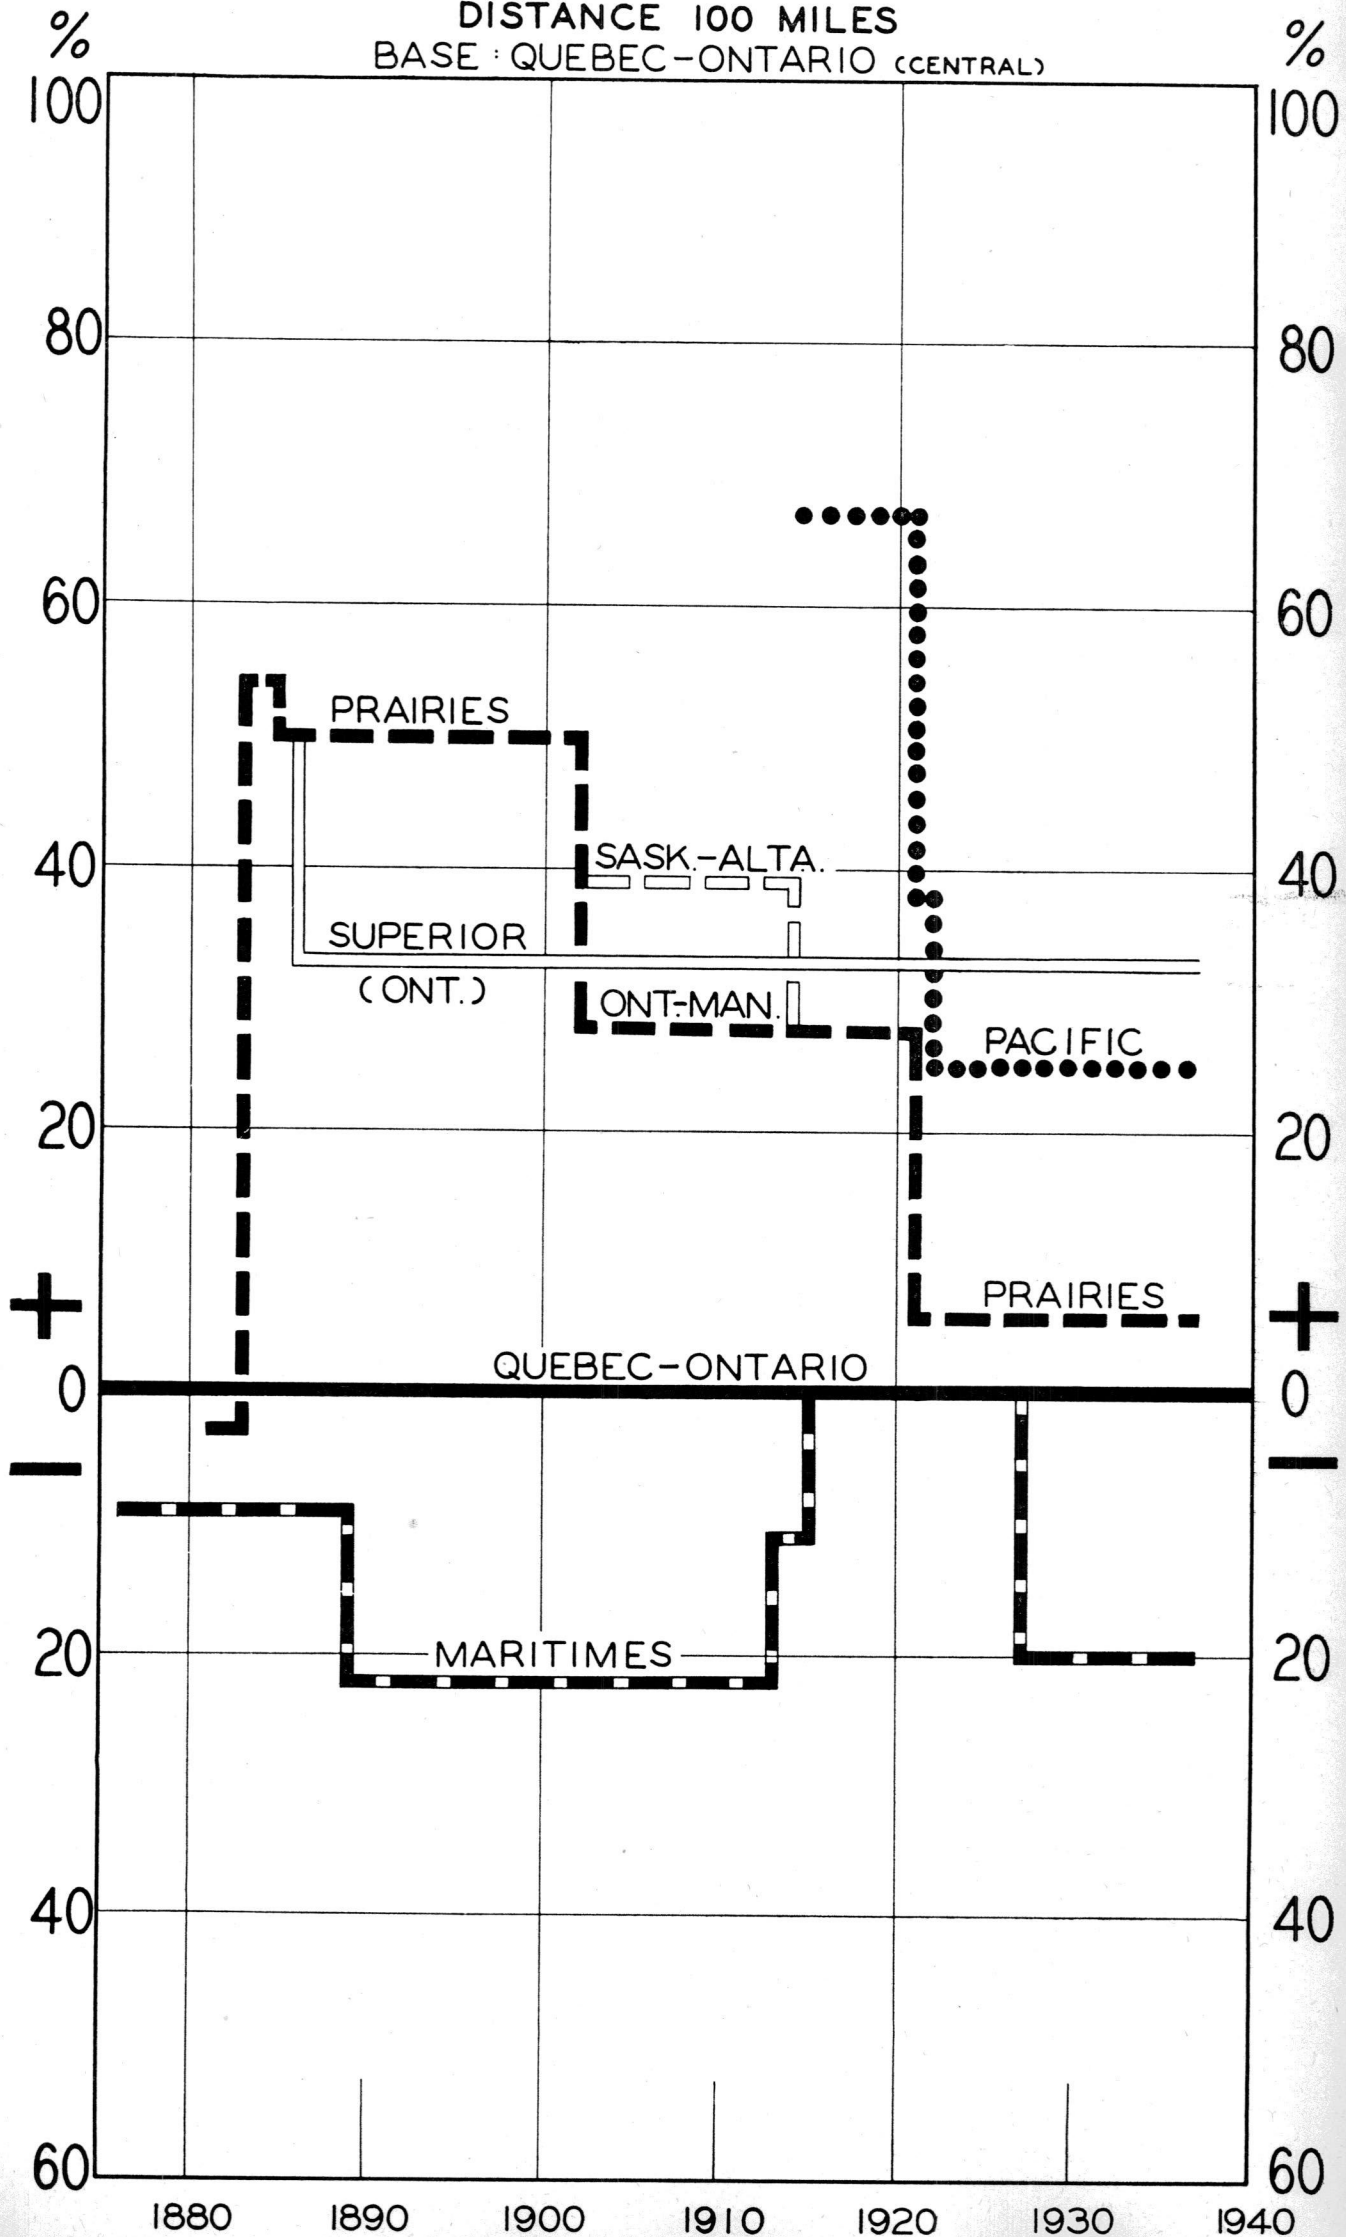 DISTANCE 100 MILES
BASE : QUEBEC-ONTARIO (CENTRAL)
% %
100 100
80 80
60 60
PRAIRIES
SASK.-ALTA.
40 40
SUPERIOR
(ONT.)
ONT.-MAN.
PACIFIC
20 20
PRAIRIES
+ +
QUEBEC-ONTARIO
0 0
— —
MARITIMES
20 20
40 40
60 60
1880 1890 1900 1910 1920 1930 1940